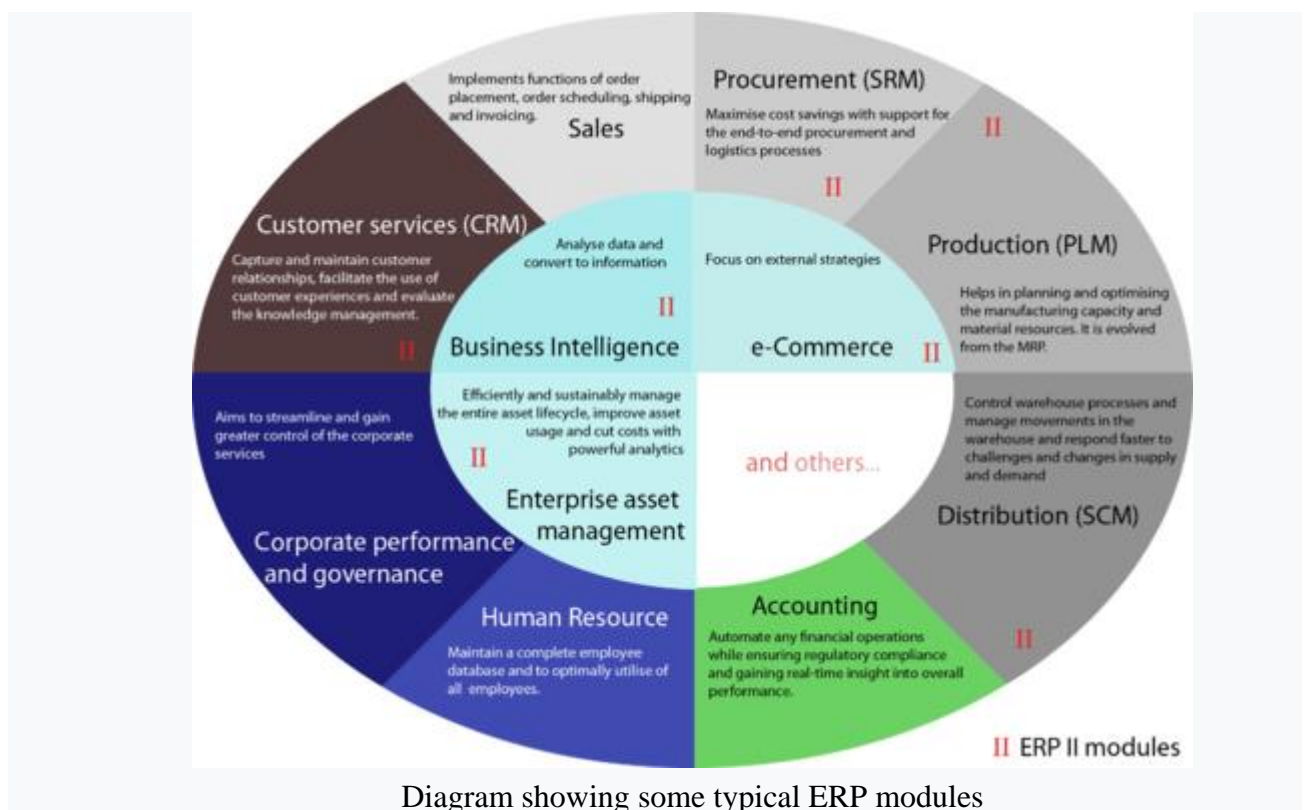 Implements functions of order
placement, order scheduling, shipping
and invoicing.
Sales
Procurement (SRM)
Maximise cost savings with support for
the end-to-end procurement and
logistics processes
II
II
Customer services (CRM)
Capture and maintain customer
relationships, facilitate the use of
customer experiences and evaluate
the knowledge management.
II
Analyse data and
convert to information
II
Business Intelligence
Focus on external strategies
e-Commerce
II
Production (PLM)
Helps in planning and optimising
the manufacturing capacity and
material resources. It is evolved
from the MRP.
Aims to streamline and gain
greater control of the corporate
services
Corporate performance
and governance
Efficiently and sustainably manage
the entire asset lifecycle, improve asset
usage and cut costs with
powerful analytics
II
Enterprise asset
management
and others...
Control warehouse processes and
manage movements in the
warehouse and respond faster to
challenges and changes in supply
and demand
Distribution (SCM)
II
Human Resource
Maintain a complete employee
database and to optimally utilise of
all employees.
Accounting
Automate any financial operations
while ensuring regulatory compliance
and gaining real-time insight into overall
performance.
II ERP II modules
Diagram showing some typical ERP modules